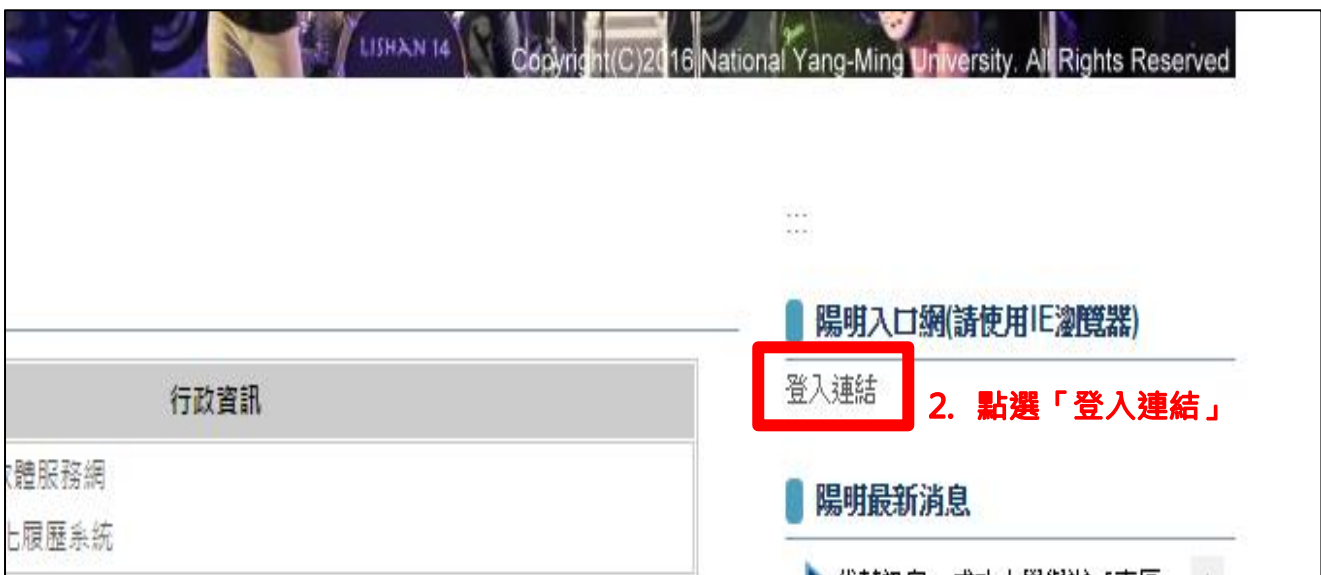 LISHAN 14
Copyright(C)2016 National Yang-Ming University. All Rights Reserved
陽明入口網(請使用IE瀏覽器)
登入連結
2. 點選「登入連結」
行政資訊
體服務網
履歷系統
陽明最新消息